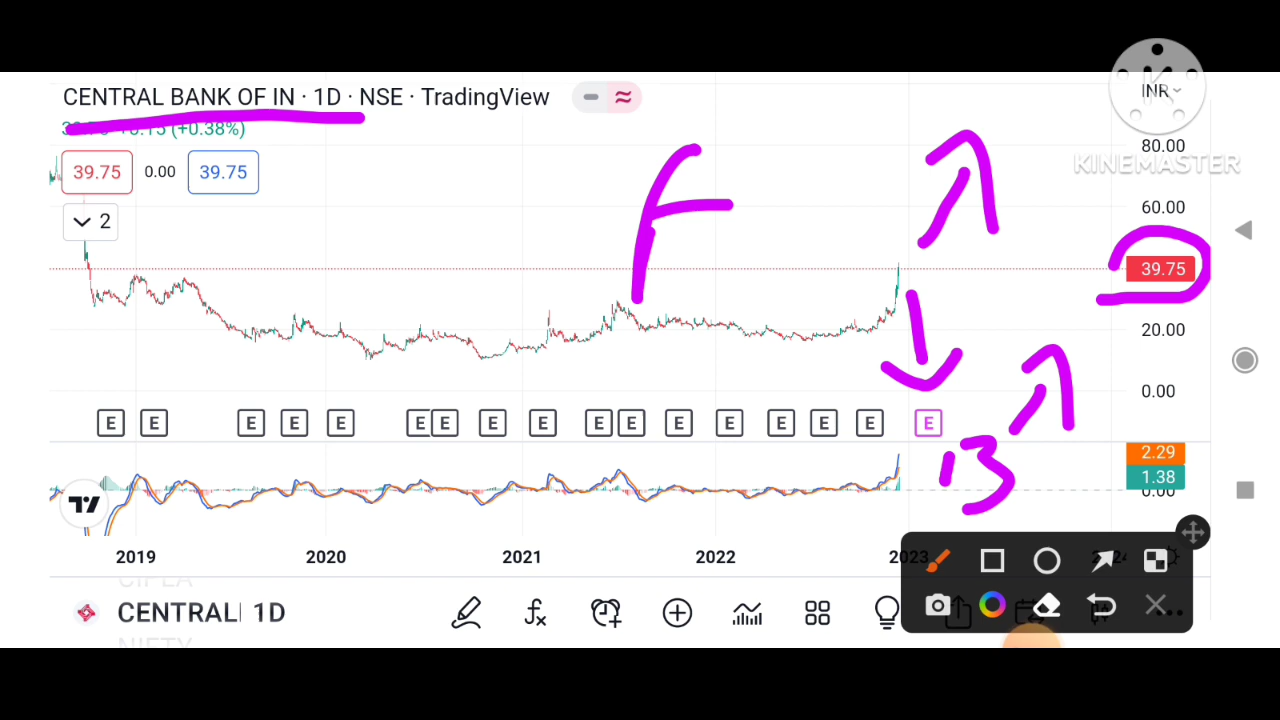 CENTRAL BANK OF IN · 1D · NSE · TradingView
INR
(+0.38%)
80.00
KINEMASTER
39.75 0.00 39.75
60.00
2
F
39.75
20.00
0.00
E E E E E E E E E E E E E E E E E
13
2.29
1.38
0.00
2019 2020 2021 2022 2023
CENTRAL 1D
NIFTY